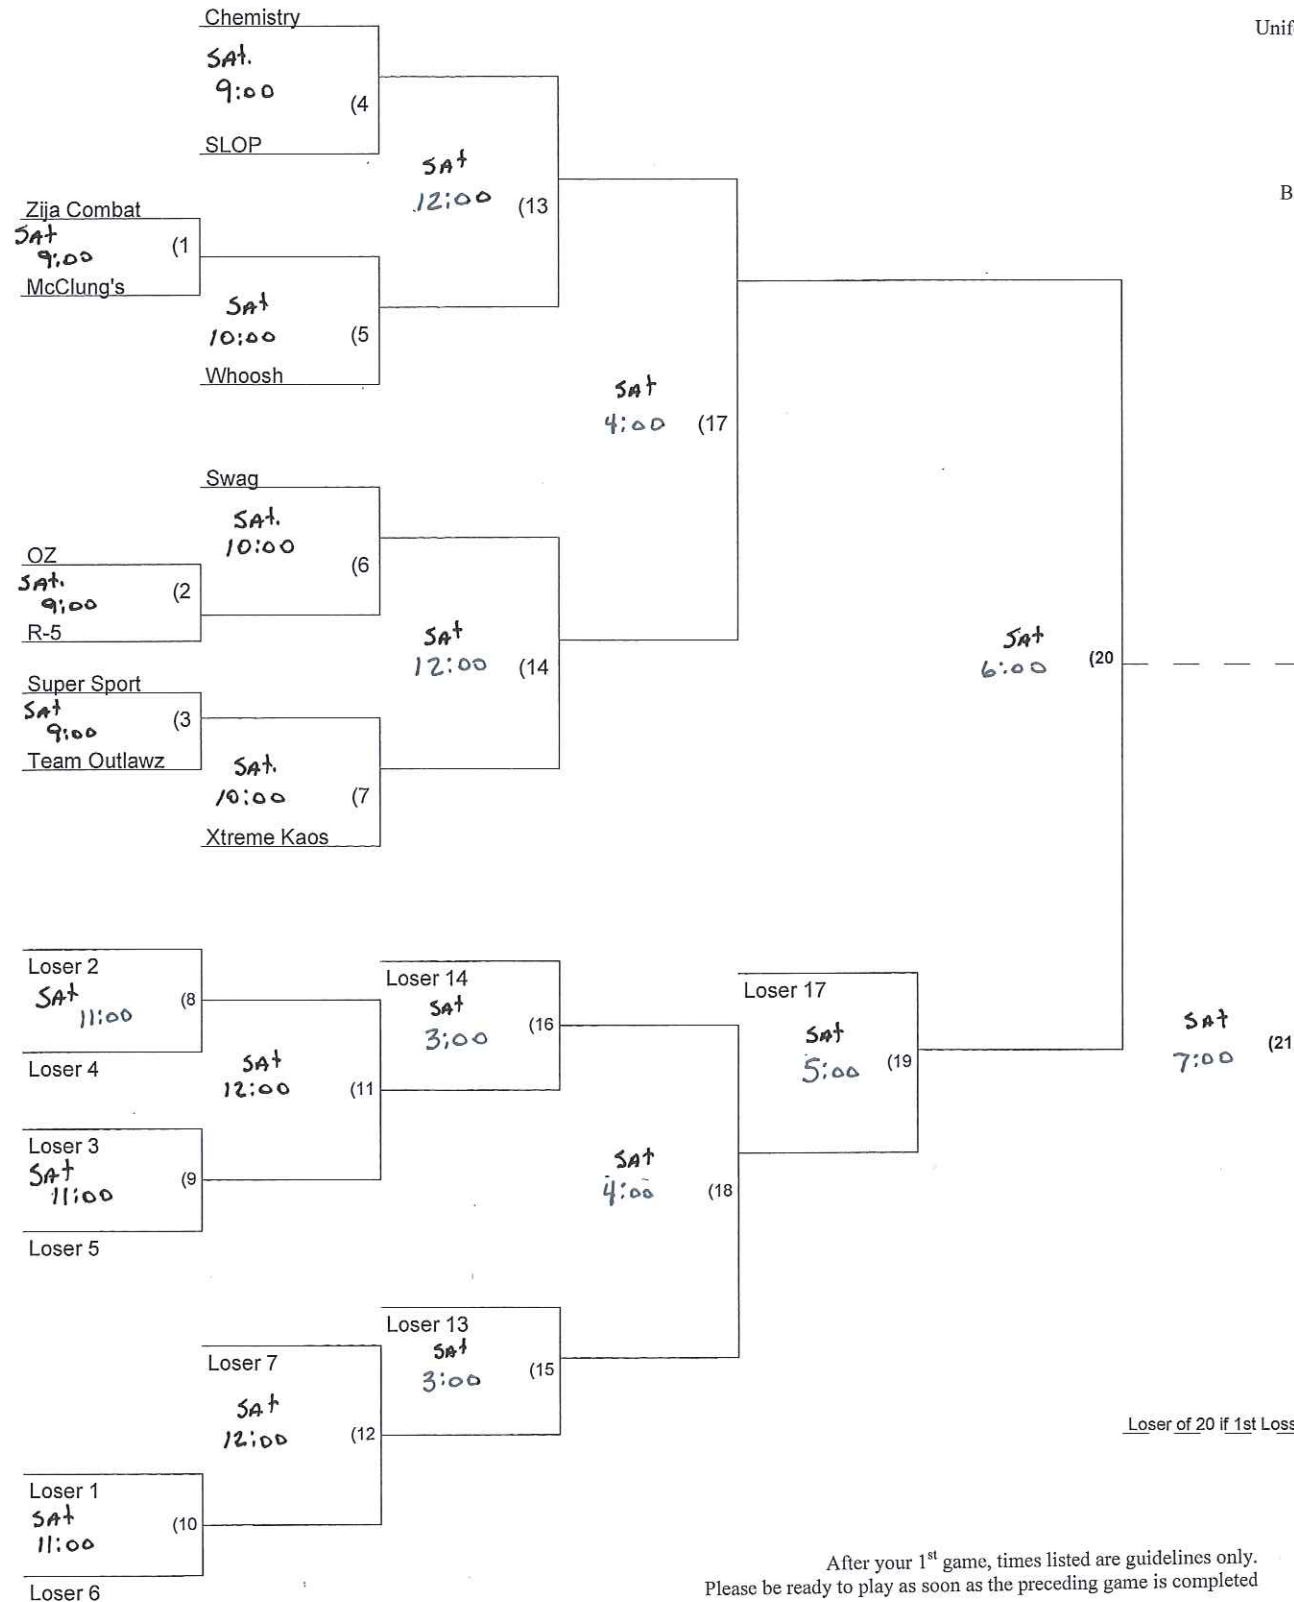 Chemistry
SAt.
9:00
(4
SLOP
Unif
SAt
12:00
(13
B
Zija Combat
SAt
9:00
(1
McClung's
SAt
10:00
(5
Whoosh
SAt
4:00
(17
Swag
SAt.
10:00
(6
OZ
SAt.
9:00
(2
R-5
SAt
12:00
(14
SAt
6:00
(20
Super Sport
SAt
9:00
(3
Team Outlawz
SAt.
10:00
(7
Xtreme Kaos
Loser 2
SAt
11:00
(8
Loser 4
Loser 14
SAt
3:00
(16
Loser 17
SAt
5:00
(19
SAt
7:00
(21
SAt
12:00
(11
Loser 3
SAt
11:00
(9
Loser 5
SAt
4:00
(18
Loser 13
SAt
3:00
(15
Loser 7
SAt
12:00
(12
Loser of 20 if 1st Loss
Loser 1
SAt
11:00
(10
Loser 6
After your 1st game, times listed are guidelines only.
Please be ready to play as soon as the preceding game is completed